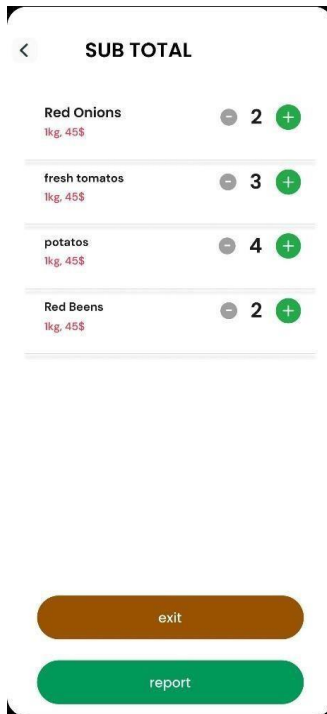 SUB TOTAL
Red Onions
1kg, 45$
- 2 +
fresh tomatos
1kg, 45$
- 3 +
potatos
1kg, 45$
- 4 +
Red Beens
1kg, 45$
- 2 +
exit
report